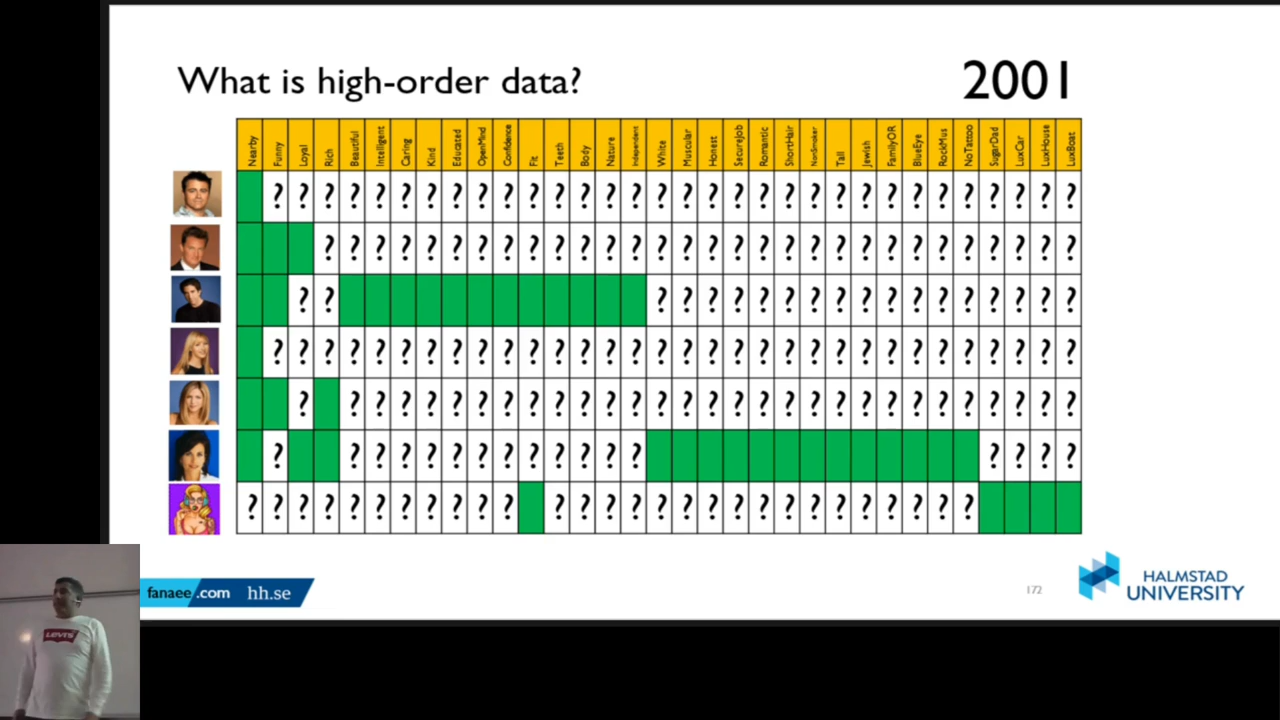 What is high-order data?
2001
Nearby Funny Loyal Rich Beautiful Intelligent Caring Kind Educated OpenMind Confidence Fit Teeth Body Nature Independent White Muscular Honest SecureJob Romantic ShortHair NonSmoker Tall Jewish FamilyOR BlueEye RockMus NoTattoo SugrDad LuxCar LuxHouse LuxBoat
? ? ? ? ? ? ? ? ? ? ? ? ? ? ? ? ? ? ? ? ? ? ? ? ? ? ? ? ? ? ? ?
? ? ? ? ? ? ? ? ? ? ? ? ? ? ? ? ? ? ? ? ? ? ? ? ? ? ? ? ? ?
? ? ? ? ? ? ? ? ? ? ? ? ? ? ? ? ? ? ?
? ? ? ? ? ? ? ? ? ? ? ? ? ? ? ? ? ? ? ? ? ? ? ? ? ? ? ? ? ? ? ?
? ? ? ? ? ? ? ? ? ? ? ? ? ? ? ? ? ? ? ? ? ? ? ? ? ? ? ? ? ?
? ? ? ? ? ? ? ? ? ? ? ? ? ? ? ? ?
? ? ? ? ? ? ? ? ? ? ? ? ? ? ? ? ? ? ? ? ? ? ? ? ? ? ? ?
fanaee.com hh.se
172
HALMSTAD
UNIVERSITY
LEVI'S